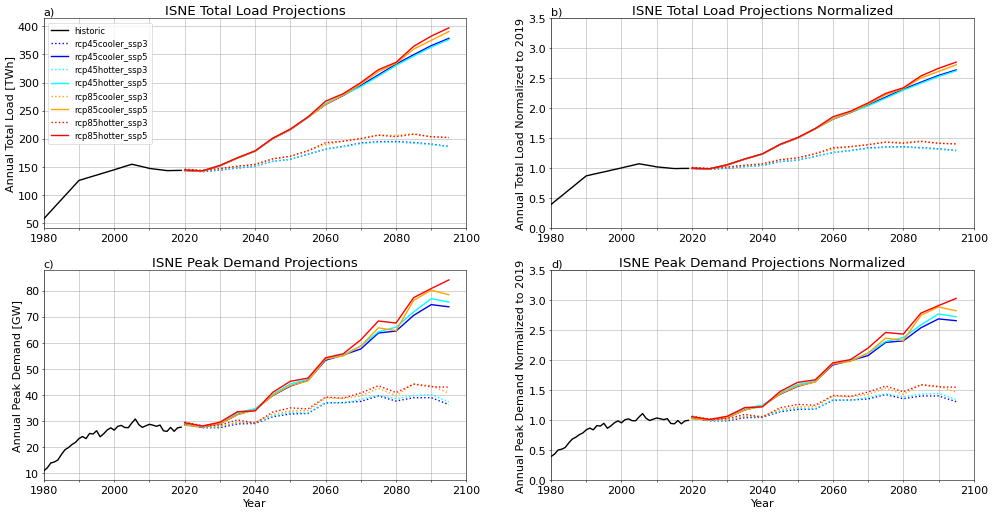 a)
ISNE Total Load Projections
Annual Total Load [TWh]
400
350
300
250
200
150
100
50
historic
rcp45cooler_ssp3
rcp45cooler_ssp5
rcp45hotter_ssp3
rcp45hotter_ssp5
rcp85cooler_ssp3
rcp85cooler_ssp5
rcp85hotter_ssp3
rcp85hotter_ssp5
1980 2000 2020 2040 2060 2080 2100
b)
ISNE Total Load Projections Normalized
Annual Total Load Normalized to 2019
3.5
3.0
2.5
2.0
1.5
1.0
0.5
0.0
1980 2000 2020 2040 2060 2080 2100
c)
ISNE Peak Demand Projections
Annual Peak Demand [GW]
80
70
60
50
40
30
20
10
1980 2000 2020 2040 2060 2080 2100
Year
d)
ISNE Peak Demand Projections Normalized
Annual Peak Demand Normalized to 2019
3.5
3.0
2.5
2.0
1.5
1.0
0.5
0.0
1980 2000 2020 2040 2060 2080 2100
Year